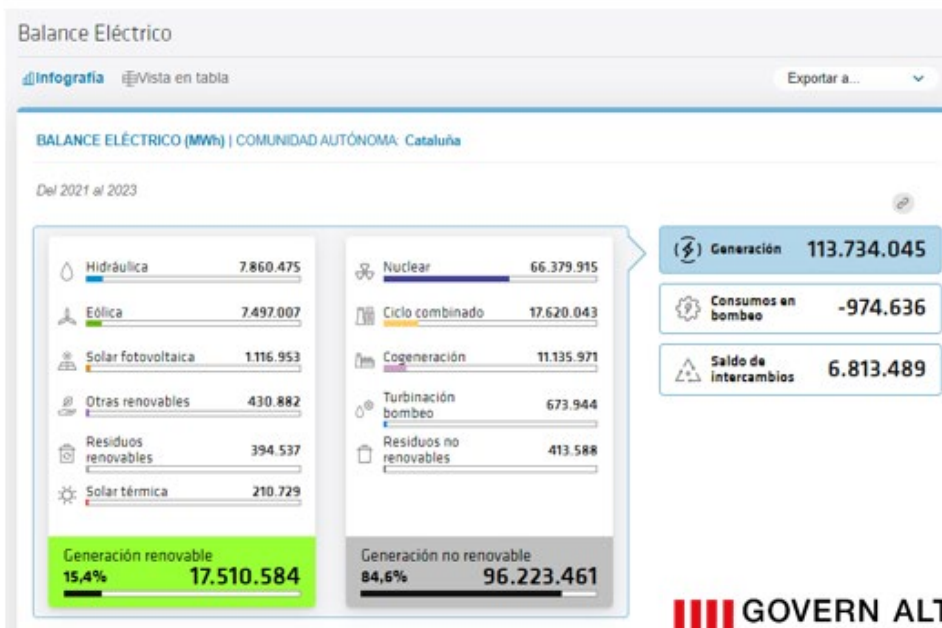 Balance Eléctrico
Infografía Vista en tabla
Exportar a...
BALANCE ELÉCTRICO (MWh) | COMUNIDAD AUTÓNOMA: Cataluña
Del 2021 al 2023
Hidráulica 7.860.475
Eólica 7.497.007
Solar fotovoltaica 1.116.953
Otras renovables 430.882
Residuos
renovables 394.537
Solar térmica 210.729
Generación renovable
15,4% 17.510.584
Nuclear 66.379.915
Ciclo combinado 17.620.043
Cogeneración 11.135.971
Turbinación
bombeo 673.944
Residuos no
renovables 413.588
Generación no renovable
84,6% 96.223.461
Generación 113.734.045
Consumos en
bombeo -974.636
Saldo de
intercambios 6.813.489
GOVERN ALT